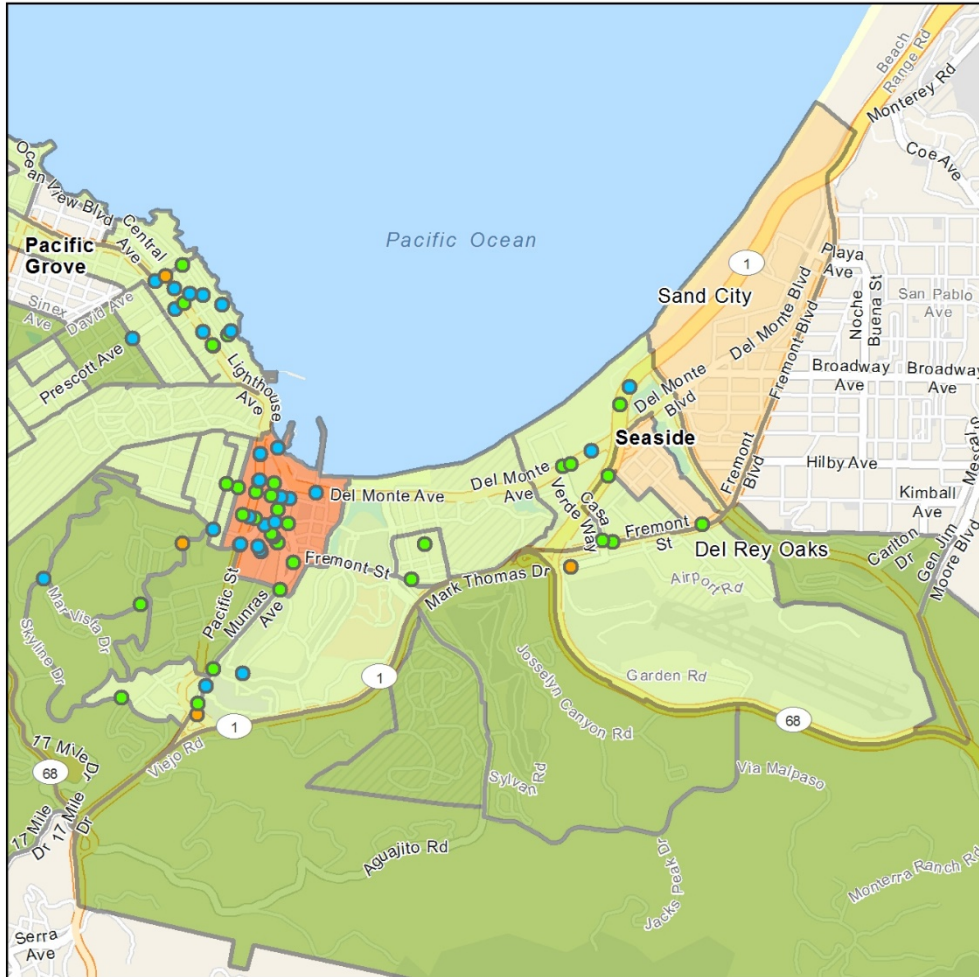 Beach
Range Rd
Monterey Rd
Coe Ave
Ocean View Blvd
Central
Ave
Pacific
Grove
Pacific Ocean
1
Playa
Ave
Sinex
Ave
David Ave
Sand City
Noche
Buena St
San Pablo
Ave
Del Monte Blvd
Fremont Blvd
Prescott Ave
Lighthouse
Ave
Broadway
Ave
Broadway
Ave
Del Monte
Blvd
Seaside
Fremont
Blvd
Hilby Ave
Mescal S
Del Monte Ave
Del Monte
Ave
Verde Way
Casa
Kimball
Ave
Fremont
St
Del Rey Oaks
Carlton
Dr
Gen Jim
Moore Blvd
Fremont St
Mark Thomas Dr
Airport Rd
Pacific St
Munras
Ave
Mar Vista Dr
Skyline Dr
Josselyn Canyon Rd
Garden Rd
1
1
68
17 Mile
Dr
Viejo Rd
68
Sylvan Rd
Via Malpaso
17 Mile
Dr
17 Mile
Dr
Aguajito Rd
Jacks Peak Dr
Monterra Ranch Rd
Serra
Ave